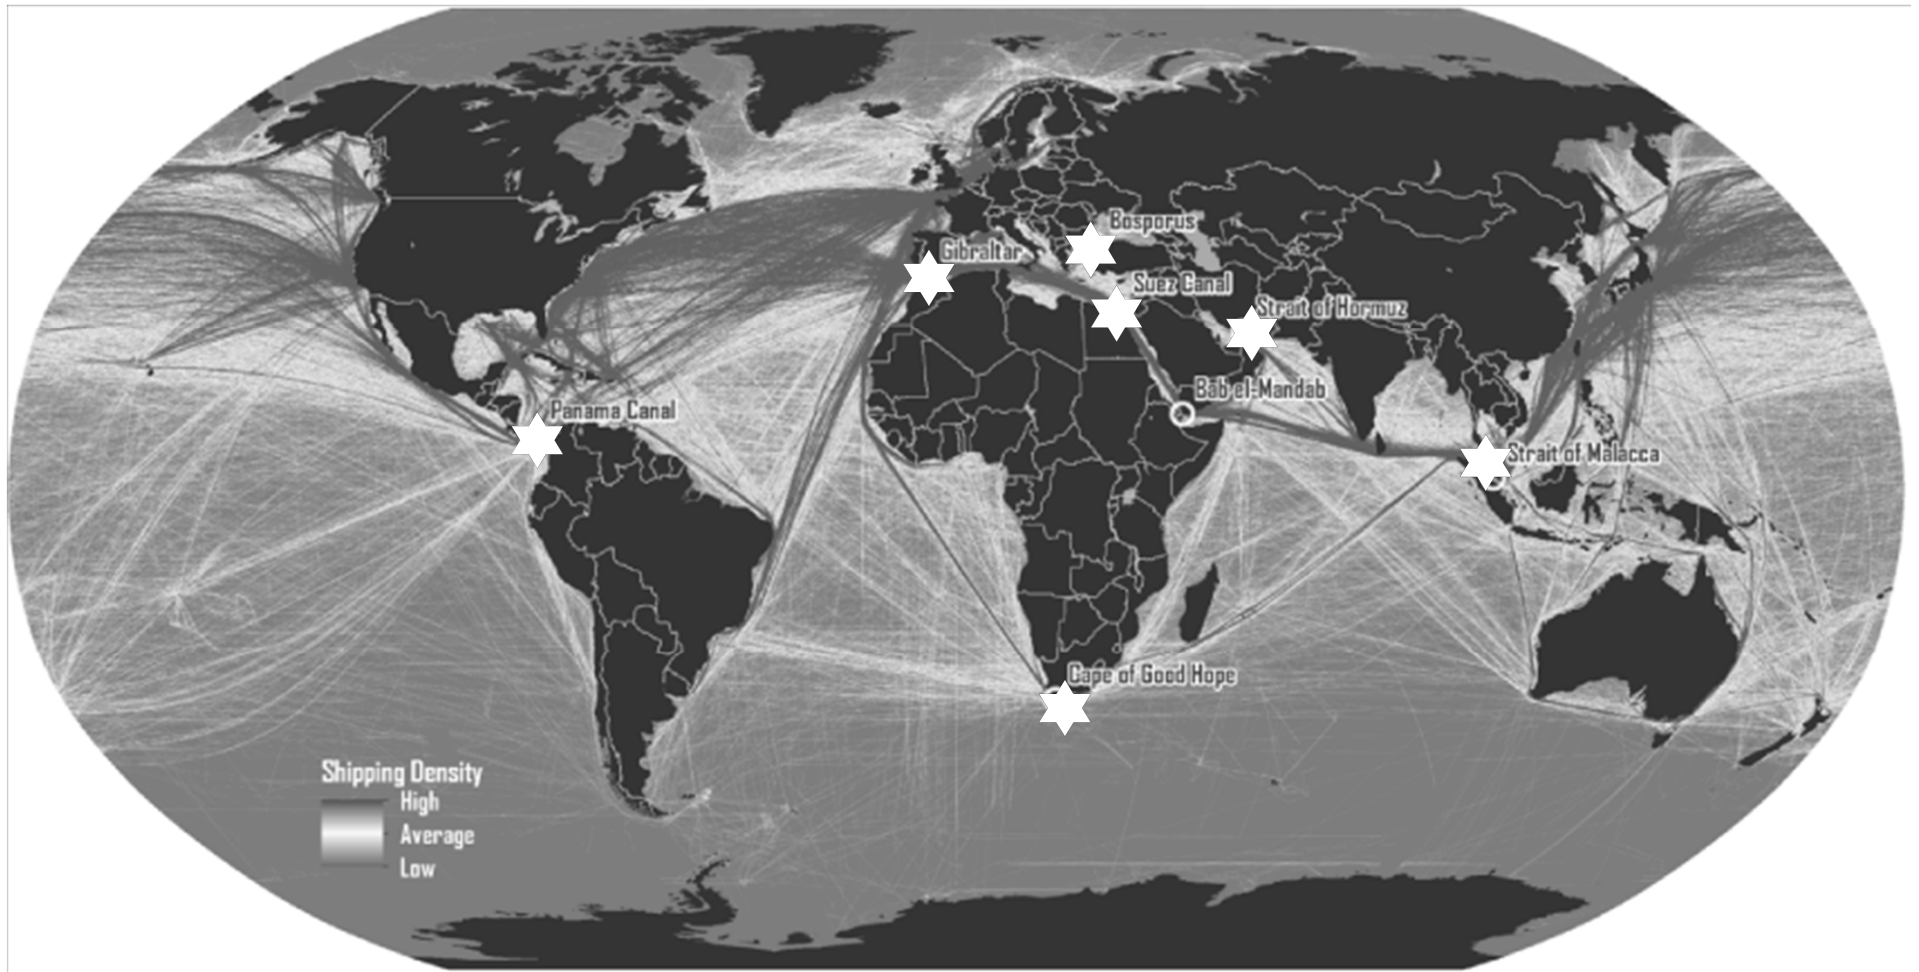 Bosporus
Gibraltar
Suez Canal
Strait of Hormuz
Bab el-Mandab
Panama Canal
Strait of Malacca
Cape of Good Hope
Shipping Density
High
Average
Low